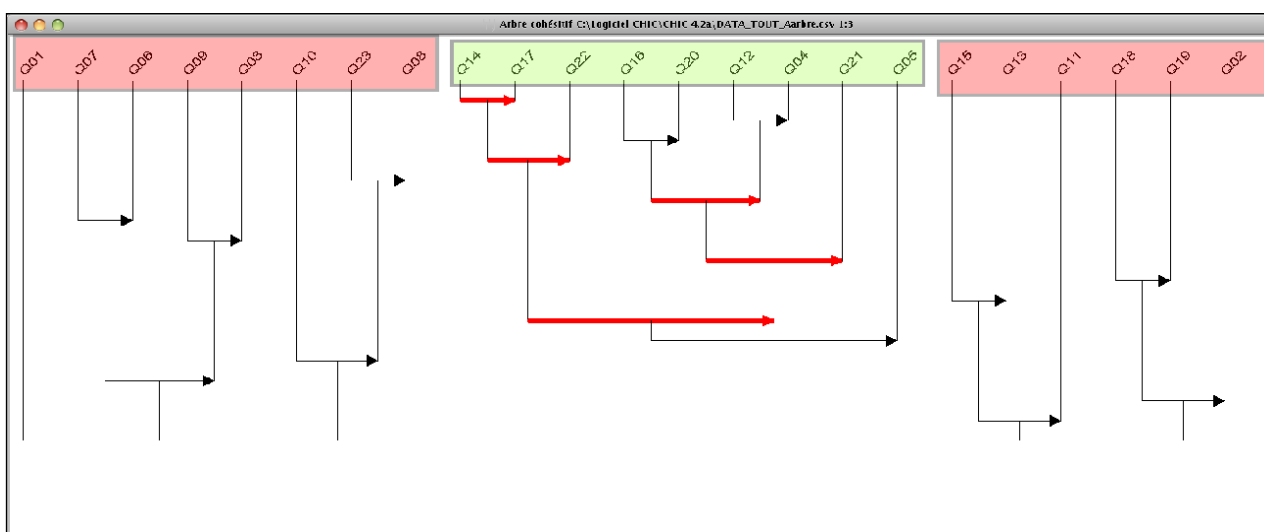 Arbre cohésitif C:\Logiciel CHIC\CHIC 4.2a\DATA_TOUT_Aarbre.csv 1:3
Q01 Q07 Q06 Q09 Q03 Q10 Q23 Q08 Q14 Q17 Q22 Q16 Q20 Q12 Q04 Q21 Q05 Q15 Q13 Q11 Q18 Q19 Q02